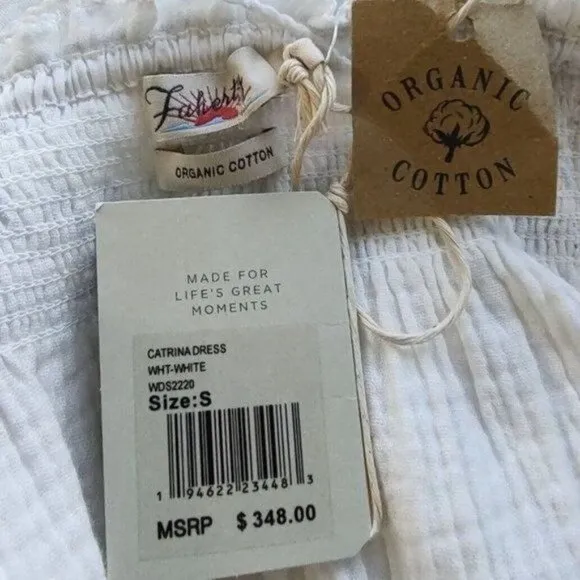 Faherty
ORGANIC COTTON
ORGANIC
COTTON
MADE FOR
LIFE'S GREAT
MOMENTS
CATRINA DRESS
WHT-WHITE
WDS2220
Size:S
1 94622 23448 3
MSRP $ 348.00